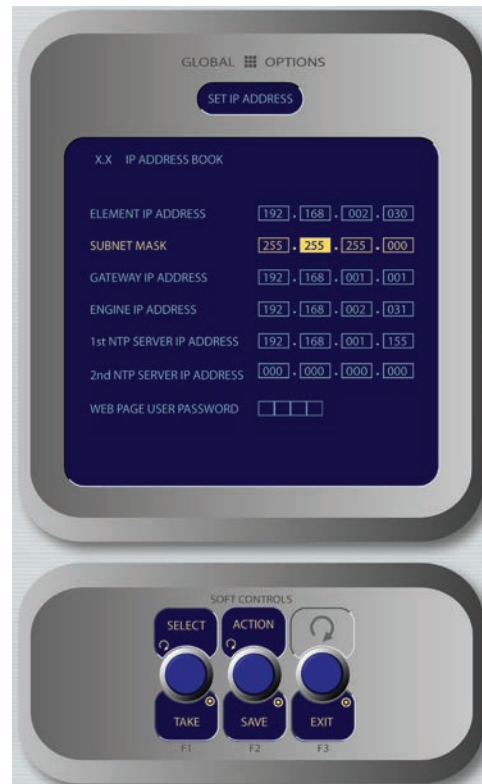 GLOBAL OPTIONS
SET IP ADDRESS
X.X IP ADDRESS BOOK
ELEMENT IP ADDRESS 192 . 168 . 002 . 030
SUBNET MASK 255 . 255 . 255 . 000
GATEWAY IP ADDRESS 192 . 168 . 001 . 001
ENGINE IP ADDRESS 192 . 168 . 002 . 031
1st NTP SERVER IP ADDRESS 192 . 168 . 001 . 155
2nd NTP SERVER IP ADDRESS 000 . 000 . 000 . 000
WEB PAGE USER PASSWORD
SOFT CONTROLS
SELECT ACTION
TAKE SAVE EXIT
F1 F2 F3